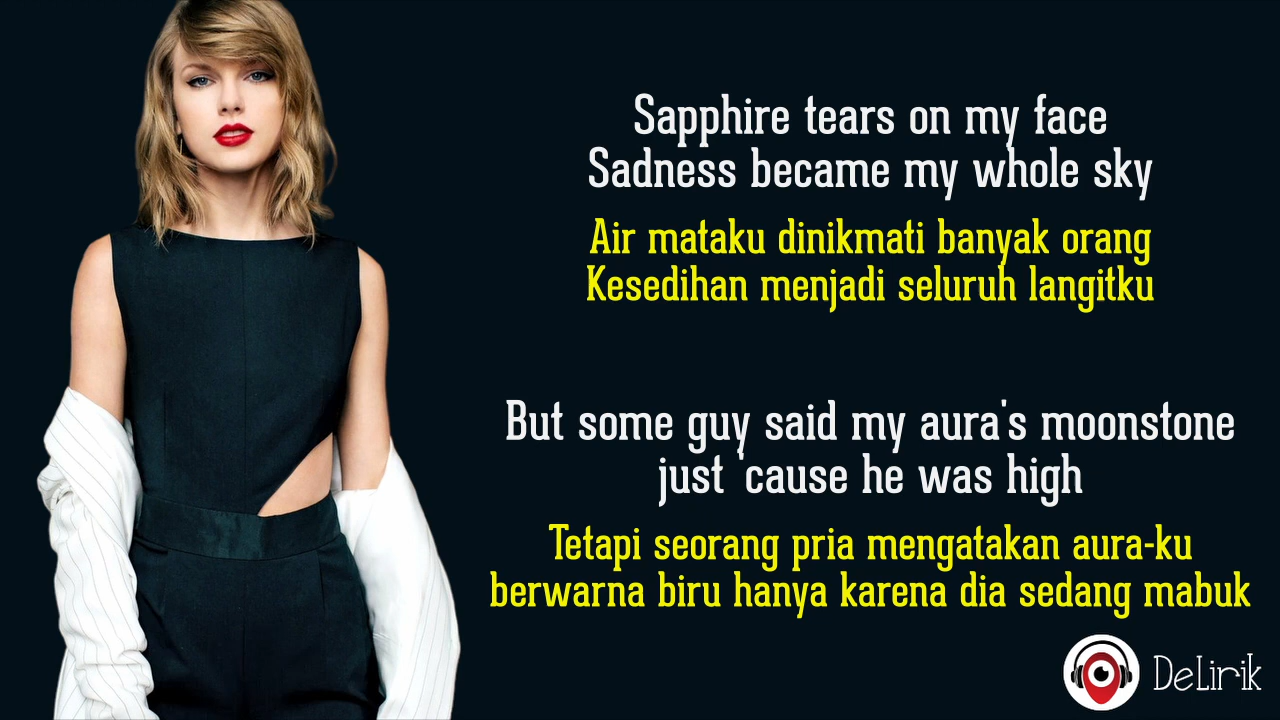 Sapphire tears on my face
Sadness became my whole sky
Air mataku dinikmati banyak orang
Kesedihan menjadi seluruh langitku
But some guy said my aura's moonstone
just 'cause he was high
Tetapi seorang pria mengatakan aura-ku
berwarna biru hanya karena dia sedang mabuk
DeLirik